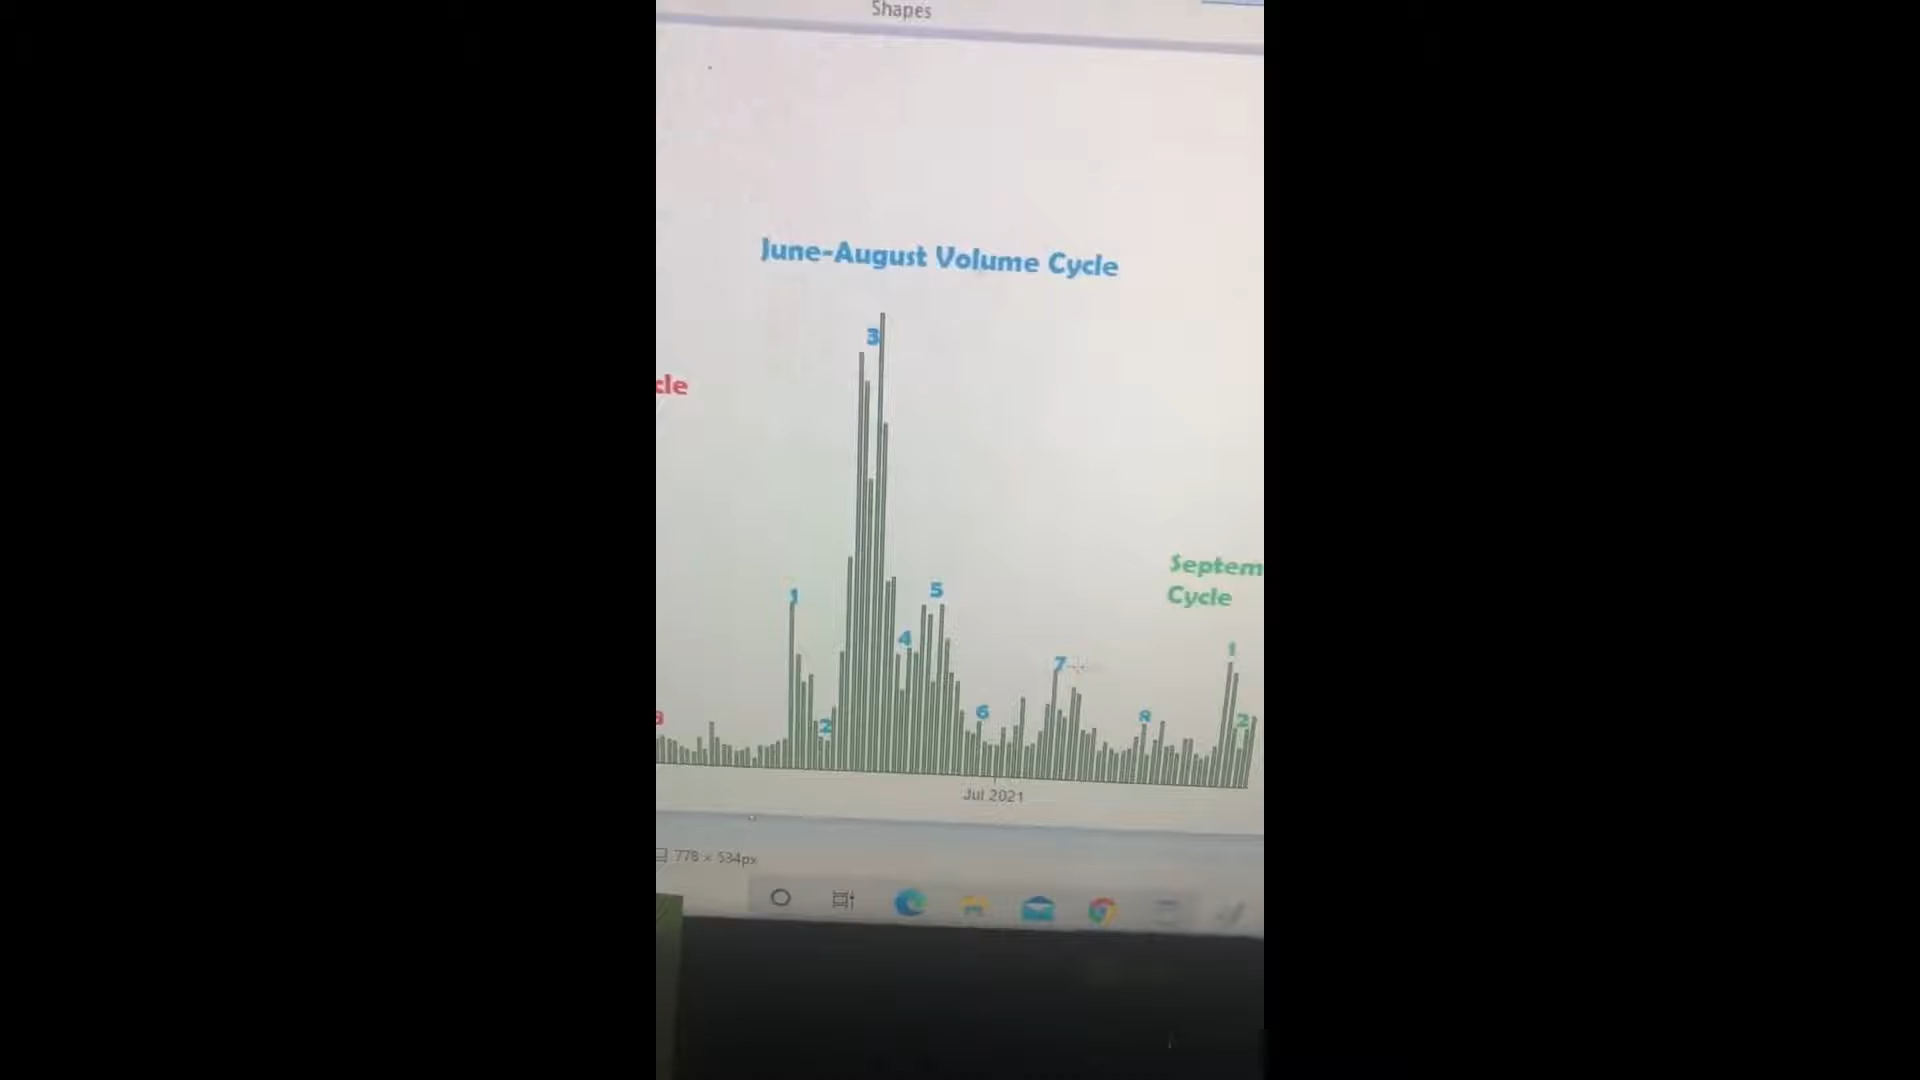 Shapes
June-August Volume Cycle
3
cle
Septem
Cycle
1
5
4
1
7
6
2
8
2
Jul 2021
778 × 534px